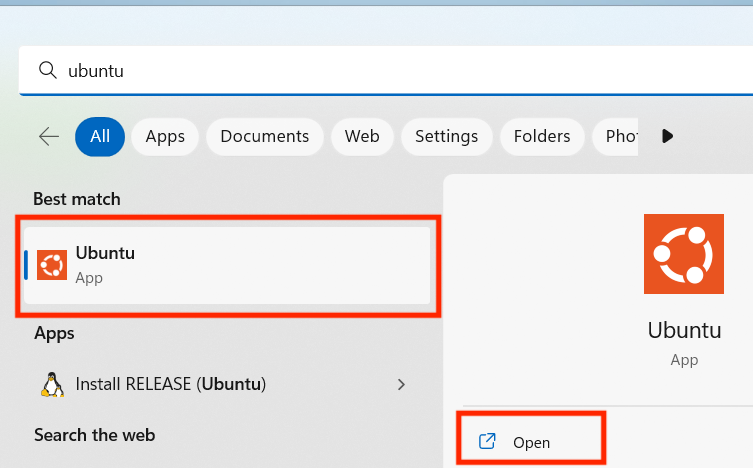 ubuntu
All Apps Documents Web Settings Folders
Best match
Ubuntu
App
Apps
Install RELEASE (Ubuntu)
Search the web
Ubuntu
App
Open